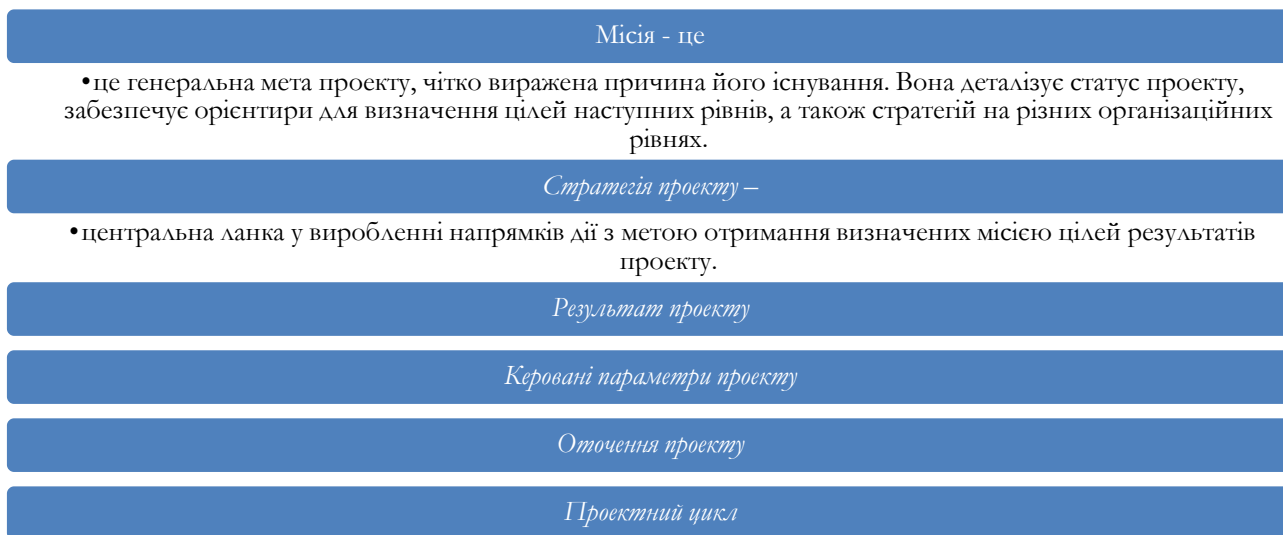 Місія - це
•це генеральна мета проекту, чітко виражена причина його існування. Вона деталізує статус проекту,
забезпечує орієнтири для визначення цілей наступних рівнів, а також стратегій на різних організаційних
рівнях.
Стратегія проекту –
•центральна ланка у виробленні напрямків дії з метою отримання визначених місією цілей результатів
проекту.
Результат проекту
Керовані параметри проекту
Оточення проекту
Проектний цикл